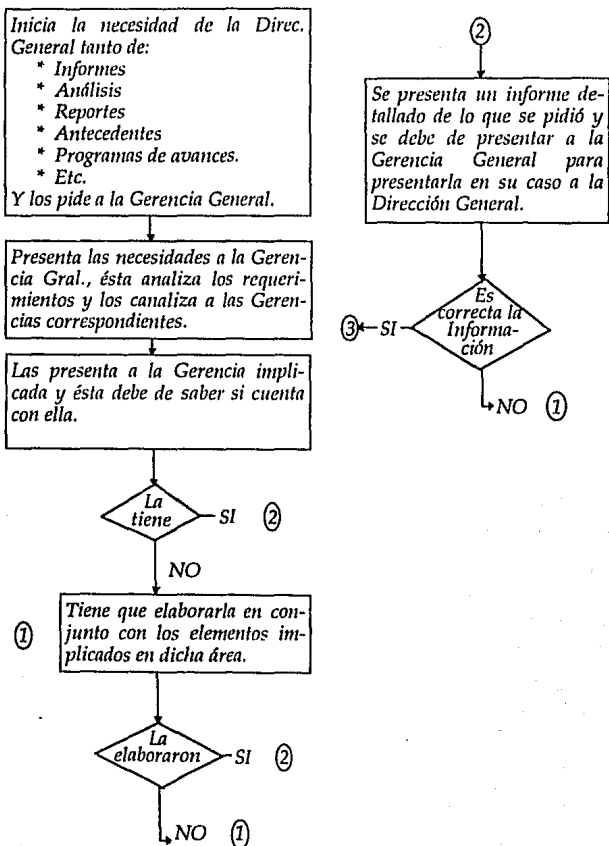 Inicia la necesidad de la Direc.
General tanto de:
* Informes
* Análisis
* Reportes
* Antecedentes
* Programas de avances.
* Etc.
Y los pide a la Gerencia General.
Presenta las necesidades a la Geren-
cia Gral., ésta analiza los requeri-
mientos y los canaliza a las Geren-
cias correspondientes.
Las presenta a la Gerencia impli-
cada y ésta debe de saber si cuenta
con ella.
La
tiene
SI ②
NO
① Tiene que elaborarla en con-
junto con los elementos im-
plicados en dicha área.
La
elaboraron
SI ②
NO ①
②
Se presenta un informe de-
tallado de lo que se pidió y
se debe de presentar a la
Gerencia General para
presentarla en su caso a la
Dirección General.
Es
correcta la
Informa-
ción
③ SI
NO ①